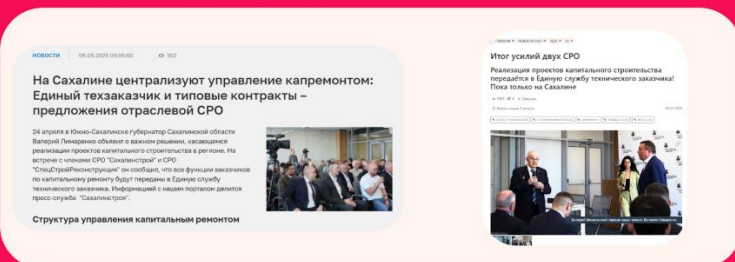 НОВОСТИ
На Сахалине централизуют управление капремонтом:
Единый техзаказчик и типовые контракты –
предложения отраслевой СРО
24 апреля в Южно-Сахалинске губернатор Сахалинской области
Валерий Лимаренко объявил о важном решении, касающемся
реализации проектов капитального строительства в регионе. На
встрече с членами СРО "Сахалинстрой" и СРО
"СпецСтройРеконструкция" он сообщил, что все функции заказчиков
по капитальному ремонту будут переданы в Единую службу
технического заказчика. Информацией с нашим порталом делится
пресс-служба "Сахалинстроя".
Структура управления капитальным ремонтом
Итог усилий двух СРО
Реализация проектов капитального строительства
передаётся в Единую службу технического заказчика!
Пока только на Сахалине